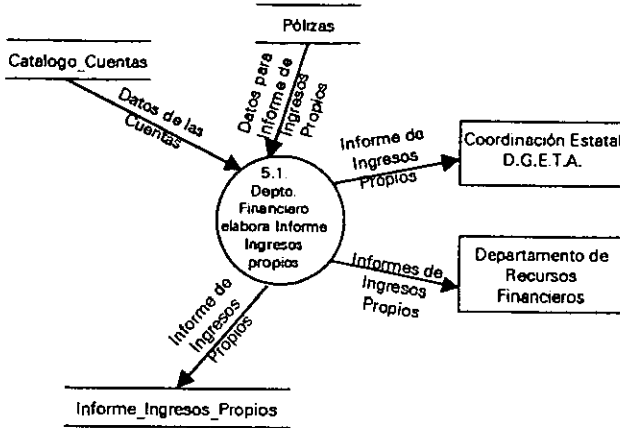 Pólizas
Catalogo_Cuentas
Datos de las
Cuentas
Datos para
Informe de
Ingresos
Propios
5.1.
Depto.
Financiero
elabora Informe
Ingresos
propios
Informe de
Ingresos
Propios
Coordinación Estatal
D.G.E.T.A.
Informes de
Ingresos
Propios
Departamento de
Recursos
Financieros
Informe de
Ingresos
Propios
Informe_Ingresos_Propios